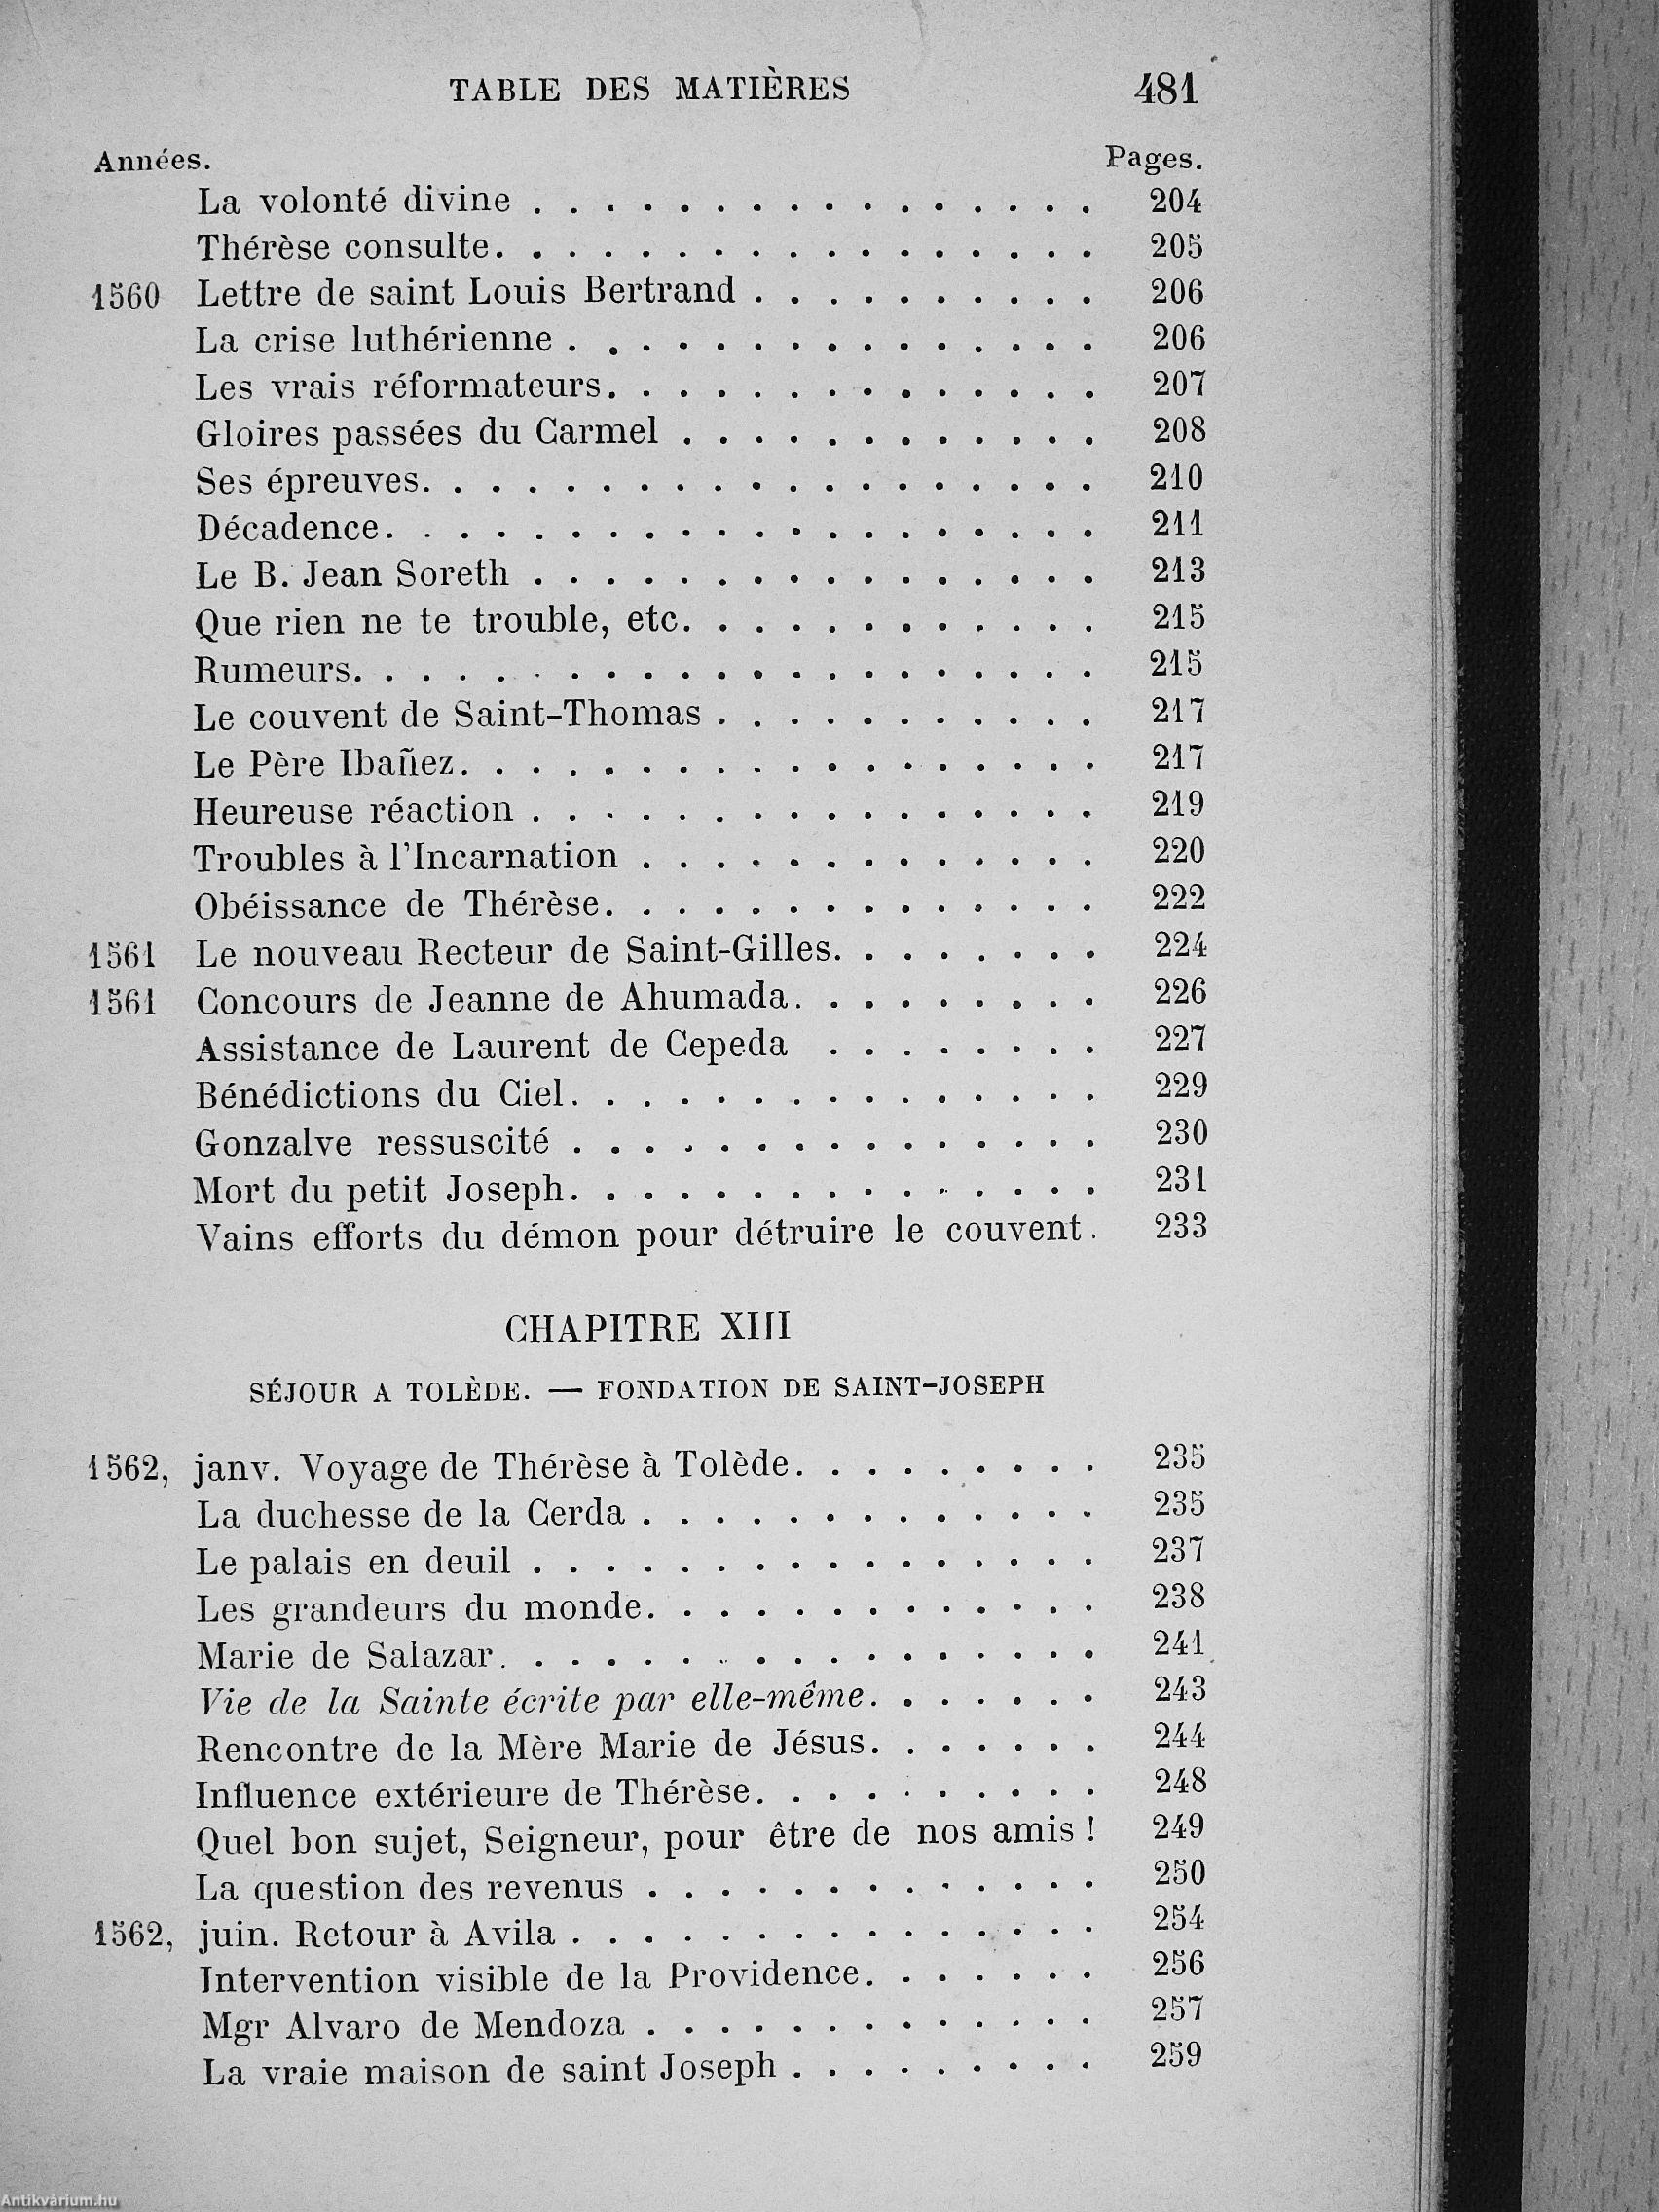 TABLE DES MATIÈRES 481
Années. Pages.
La volonté divine . . . . . . . . . . . . . . . . 204
Thérèse consulte. . . . . . . . . . . . . . . . . 205
1560 Lettre de saint Louis Bertrand . . . . . . . . . . 206
La crise luthérienne . . . . . . . . . . . . . . . 206
Les vrais réformateurs. . . . . . . . . . . . . . 207
Gloires passées du Carmel . . . . . . . . . . . . 208
Ses épreuves. . . . . . . . . . . . . . . . . . . 210
Décadence. . . . . . . . . . . . . . . . . . . . 211
Le B. Jean Soreth . . . . . . . . . . . . . . . . 213
Que rien ne te trouble, etc. . . . . . . . . . . . 215
Rumeurs. . . . . . . . . . . . . . . . . . . . . 215
Le couvent de Saint-Thomas . . . . . . . . . . . 217
Le Père Ibañez. . . . . . . . . . . . . . . . . . 217
Heureuse réaction . . . . . . . . . . . . . . . . 219
Troubles à l'Incarnation . . . . . . . . . . . . . 220
Obéissance de Thérèse. . . . . . . . . . . . . . 222
1561 Le nouveau Recteur de Saint-Gilles. . . . . . . . 224
1561 Concours de Jeanne de Ahumada. . . . . . . . . 226
Assistance de Laurent de Cepeda . . . . . . . . 227
Bénédictions du Ciel. . . . . . . . . . . . . . . 229
Gonzalve ressuscité . . . . . . . . . . . . . . . 230
Mort du petit Joseph. . . . . . . . . . . . . . . 231
Vains efforts du démon pour détruire le couvent. 233
CHAPITRE XIII
SÉJOUR A TOLÈDE. — FONDATION DE SAINT-JOSEPH
1562, janv. Voyage de Thérèse à Tolède. . . . . . . . . 235
La duchesse de la Cerda . . . . . . . . . . . . . 235
Le palais en deuil . . . . . . . . . . . . . . . . 237
Les grandeurs du monde. . . . . . . . . . . . . 238
Marie de Salazar. . . . . . . . . . . . . . . . . 241
Vie de la Sainte écrite par elle-même. . . . . . . 243
Rencontre de la Mère Marie de Jésus. . . . . . . 244
Influence extérieure de Thérèse. . . . . . . . . . 248
Quel bon sujet, Seigneur, pour être de nos amis ! 249
La question des revenus . . . . . . . . . . . . . 250
1562, juin. Retour à Avila . . . . . . . . . . . . . . . 254
Intervention visible de la Providence. . . . . . . 256
Mgr Alvaro de Mendoza . . . . . . . . . . . . . 257
La vraie maison de saint Joseph . . . . . . . . . 259
Antikvárium.hu